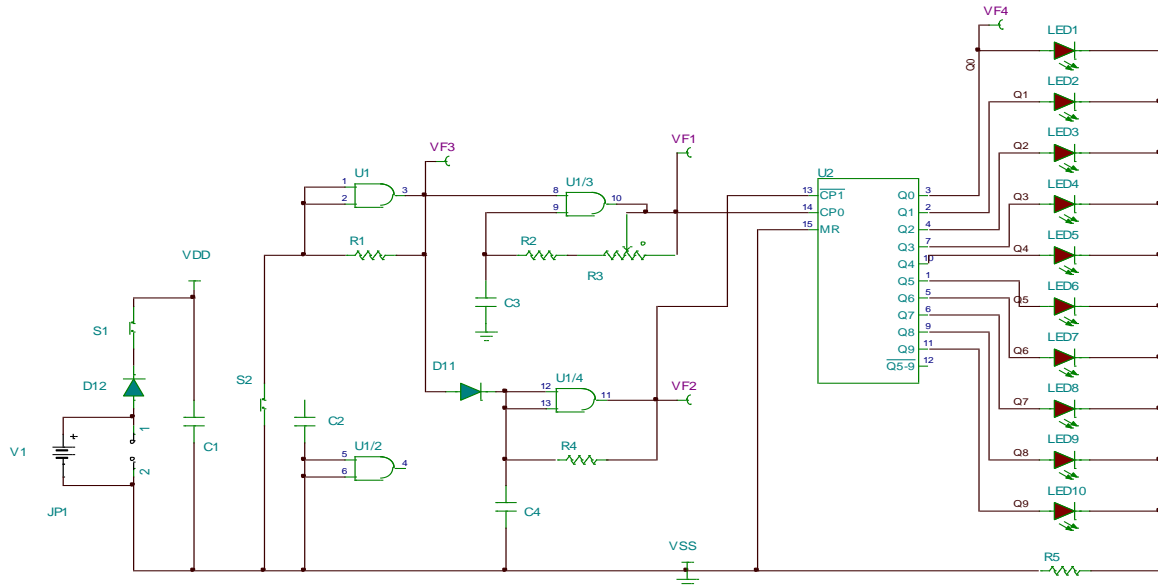 VF4
LED1
Q0
LED2
Q1
LED3
Q2
VF1
VF3
U1
U1/3
U2
LED4
Q3
1
2
3
8
9
10
13 CP1 Q0 3
14 CP0 Q1 2
15 MR Q2 4
Q3 7
Q4 10
Q5 1
Q6 5
Q7 6
Q8 9
Q9 11
Q5-9 12
R1
R2
R3
VDD
LED5
Q4
LED6
Q5
C3
S1
LED7
Q6
D12
S2
D11
U1/4
12
13
11
VF2
LED8
Q7
C2
C1
V1
+
1
2
U1/2
5
6
4
R4
LED9
Q8
LED10
Q9
JP1
C4
VSS
R5